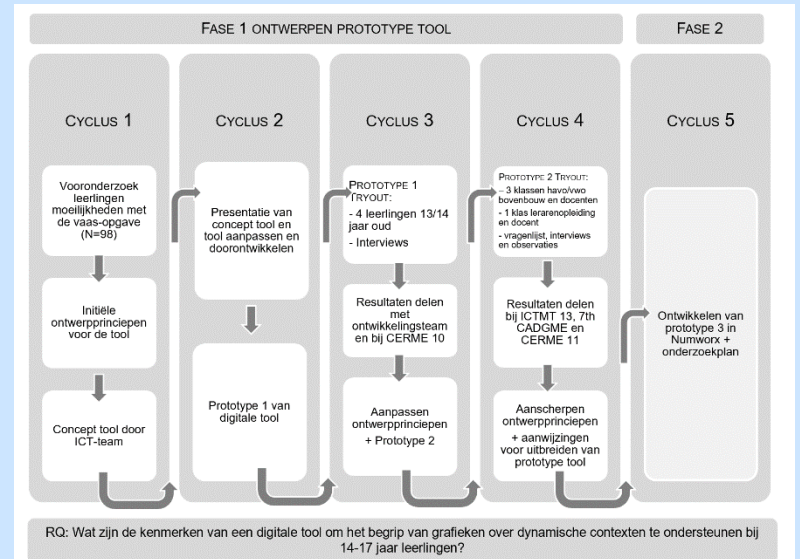 FASE 1 ONTWERPEN PROTOTYPE TOOL
FASE 2
CYCLUS 1
Vooronderzoek
leerlingen
moeilijkheden met
de vaas-opgave
(N=98)
Initiële
ontwerpprincipes
voor de tool
Concept tool door
ICT-team
CYCLUS 2
Presentatie van
concept tool en
tool aanpassen en
doorontwikkelen
Prototype 1 van
digitale tool
CYCLUS 3
PROTOTYPE 1
TRYOUT:
- 4 leerlingen 13/14
jaar oud
- Interviews
Resultaten delen
met
ontwikkelingsteam
en bij CERME 10
Aanpassen
ontwerpprincipes
+ Prototype 2
CYCLUS 4
PROTOTYPE 2 TRYOUT:
- 3 klassen havo/vwo
bovenbouw en docenten
- 1 klas lerarenopleiding
en docent
- vragenlijst, interviews
en observaties
Resultaten delen
bij ICTMT 13, 7th
CADGME en
CERME 11
Aanscherpen
ontwerpprincipes
+ aanwijzingen
voor uitbreiden van
prototype tool
CYCLUS 5
Ontwikkelen van
prototype 3 in
Numworx +
onderzoekplan
RQ: Wat zijn de kenmerken van een digitale tool om het begrip van grafieken over dynamische contexten te ondersteunen bij
14-17 jaar leerlingen?